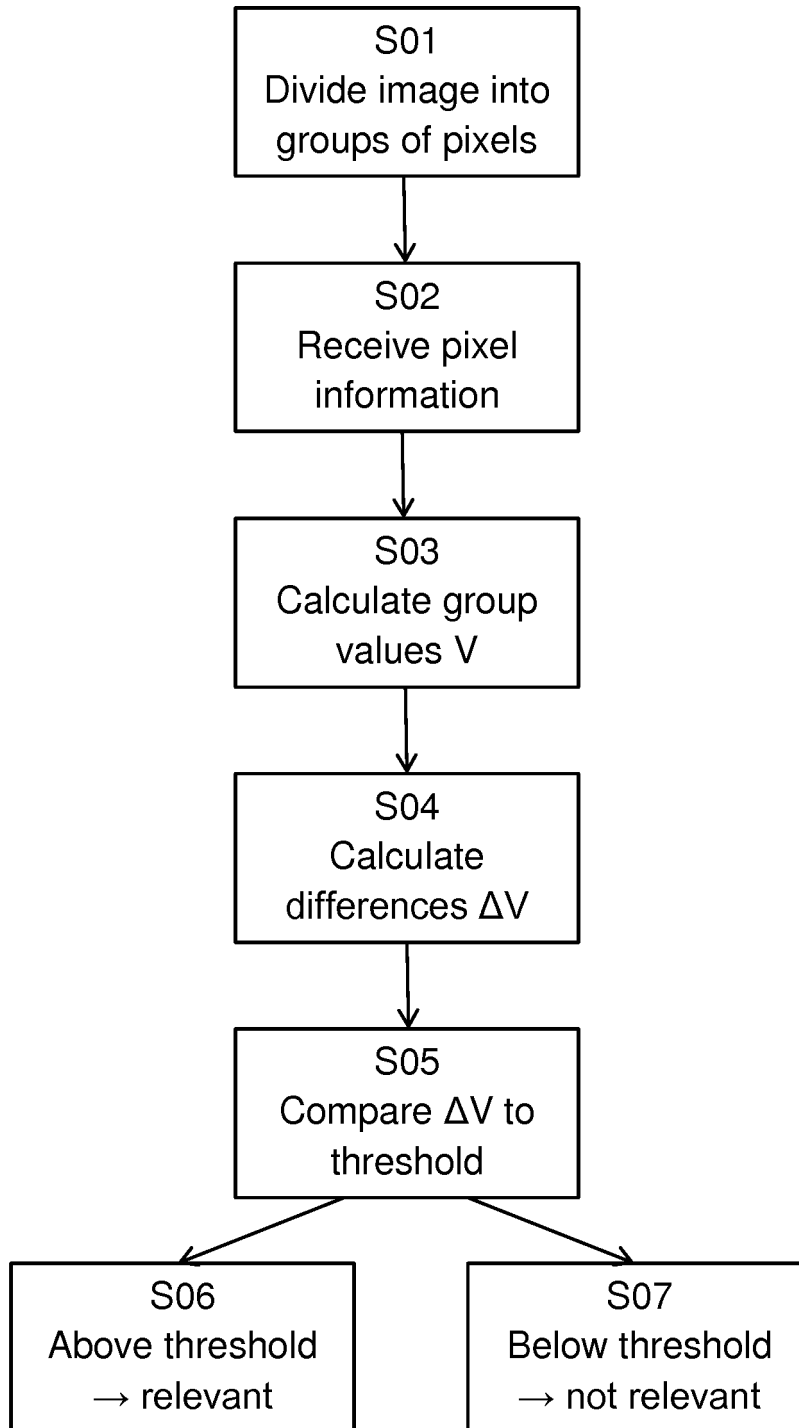 S01
Divide image into
groups of pixels
S02
Receive pixel
information
S03
Calculate group
values V
S04
Calculate
differences ΔV
S05
Compare ΔV to
threshold
S06
Above threshold
→ relevant
S07
Below threshold
→ not relevant